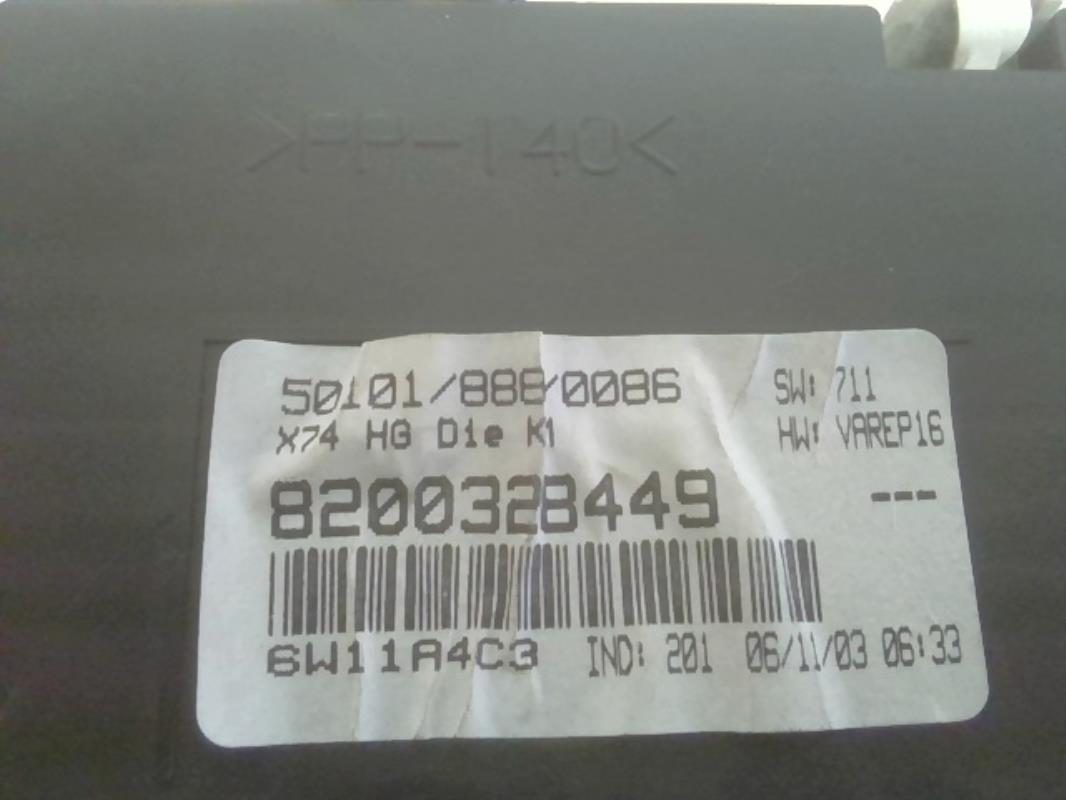 >PP-T40<
50101/888/0086 SW: 711
X74 HG Die K1 HW: VAREP16
8200328449 ---
6W11A4C3 IND: 201 06/11/03 06:33